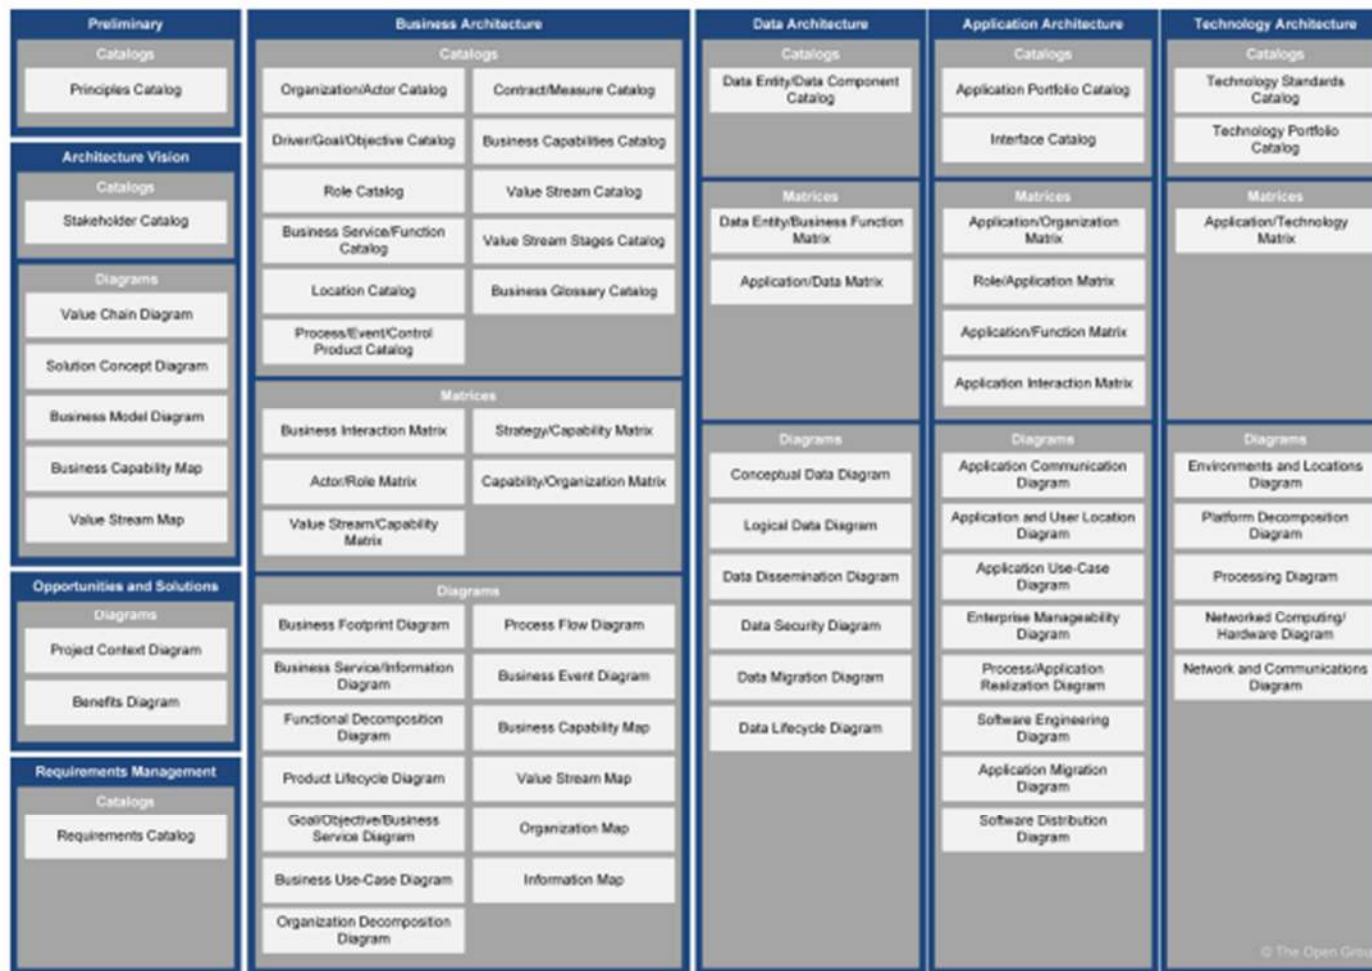 Preliminary
Catalogs
Principles Catalog
Architecture Vision
Catalogs
Stakeholder Catalog
Diagrams
Value Chain Diagram
Solution Concept Diagram
Business Model Diagram
Business Capability Map
Value Stream Map
Opportunities and Solutions
Diagrams
Project Context Diagram
Benefits Diagram
Requirements Management
Catalogs
Requirements Catalog
Business Architecture
Catalogs
Organization/Actor Catalog
Driver/Goal/Objective Catalog
Role Catalog
Business Service/Function
Catalog
Location Catalog
Process/Event/Control
Product Catalog
Contract/Measure Catalog
Business Capabilities Catalog
Value Stream Catalog
Value Stream Stages Catalog
Business Glossary Catalog
Matrices
Business Interaction Matrix
Actor/Role Matrix
Value Stream/Capability
Matrix
Strategy/Capability Matrix
Capability/Organization Matrix
Diagrams
Business Footprint Diagram
Business Service/Information
Diagram
Functional Decomposition
Diagram
Product Lifecycle Diagram
Goal/Objective/Business
Service Diagram
Business Use-Case Diagram
Organization Decomposition
Diagram
Process Flow Diagram
Business Event Diagram
Business Capability Map
Value Stream Map
Organization Map
Information Map
Data Architecture
Catalogs
Data Entity/Data Component
Catalog
Matrices
Data Entity/Business Function
Matrix
Application/Data Matrix
Diagrams
Conceptual Data Diagram
Logical Data Diagram
Data Dissemination Diagram
Data Security Diagram
Data Migration Diagram
Data Lifecycle Diagram
Application Architecture
Catalogs
Application Portfolio Catalog
Interface Catalog
Matrices
Application/Organization
Matrix
Role/Application Matrix
Application/Function Matrix
Application Interaction Matrix
Diagrams
Application Communication
Diagram
Application and User Location
Diagram
Application Use-Case
Diagram
Enterprise Manageability
Diagram
Process/Application
Realization Diagram
Software Engineering
Diagram
Application Migration
Diagram
Software Distribution
Diagram
Technology Architecture
Catalogs
Technology Standards
Catalog
Technology Portfolio
Catalog
Matrices
Application/Technology
Matrix
Diagrams
Environments and Locations
Diagram
Platform Decomposition
Diagram
Processing Diagram
Networked Computing/
Hardware Diagram
Network and Communications
Diagram
© The Open Grou